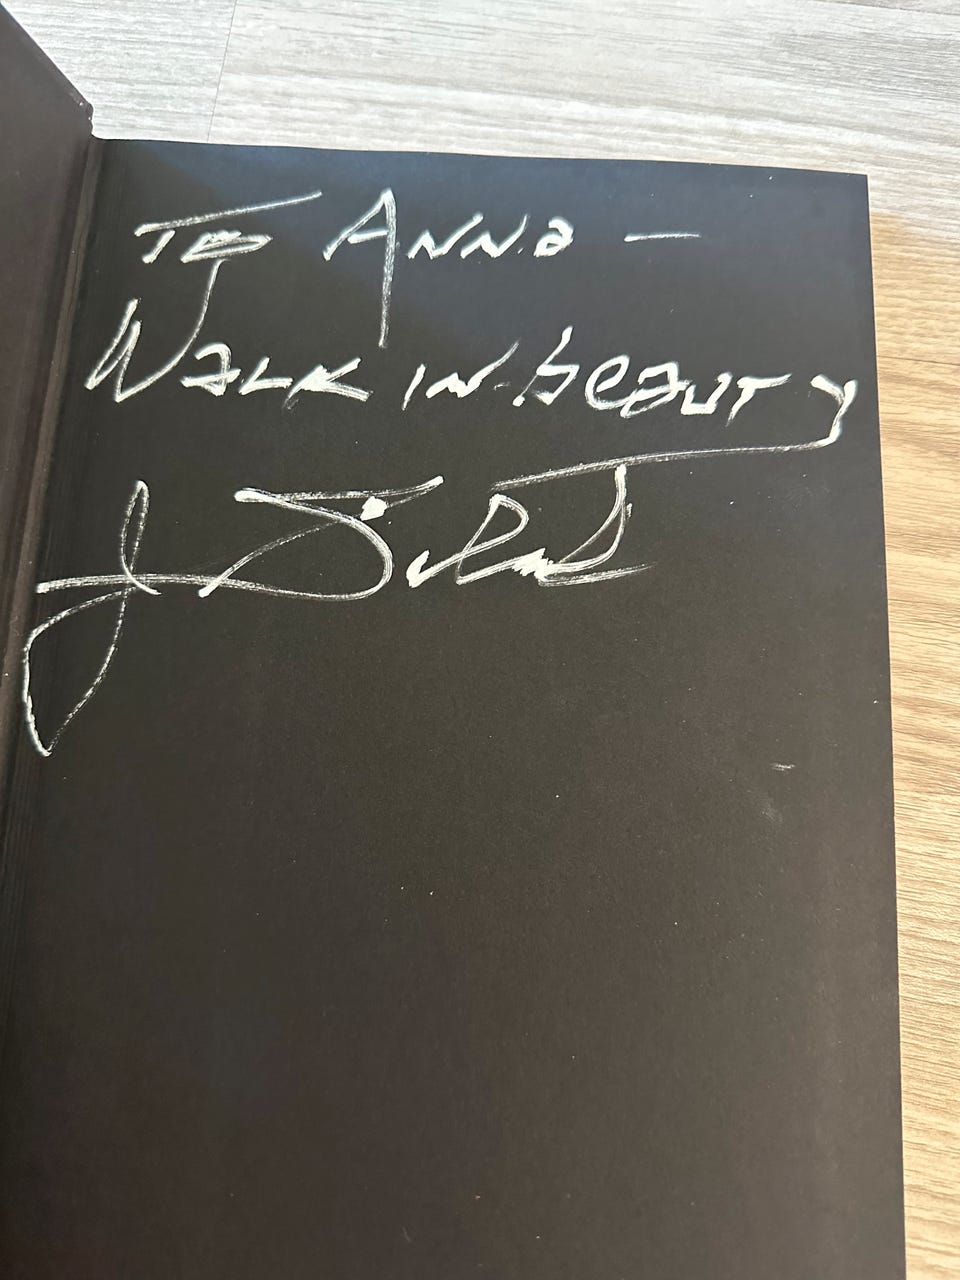 To Anna —
Walk in beauty